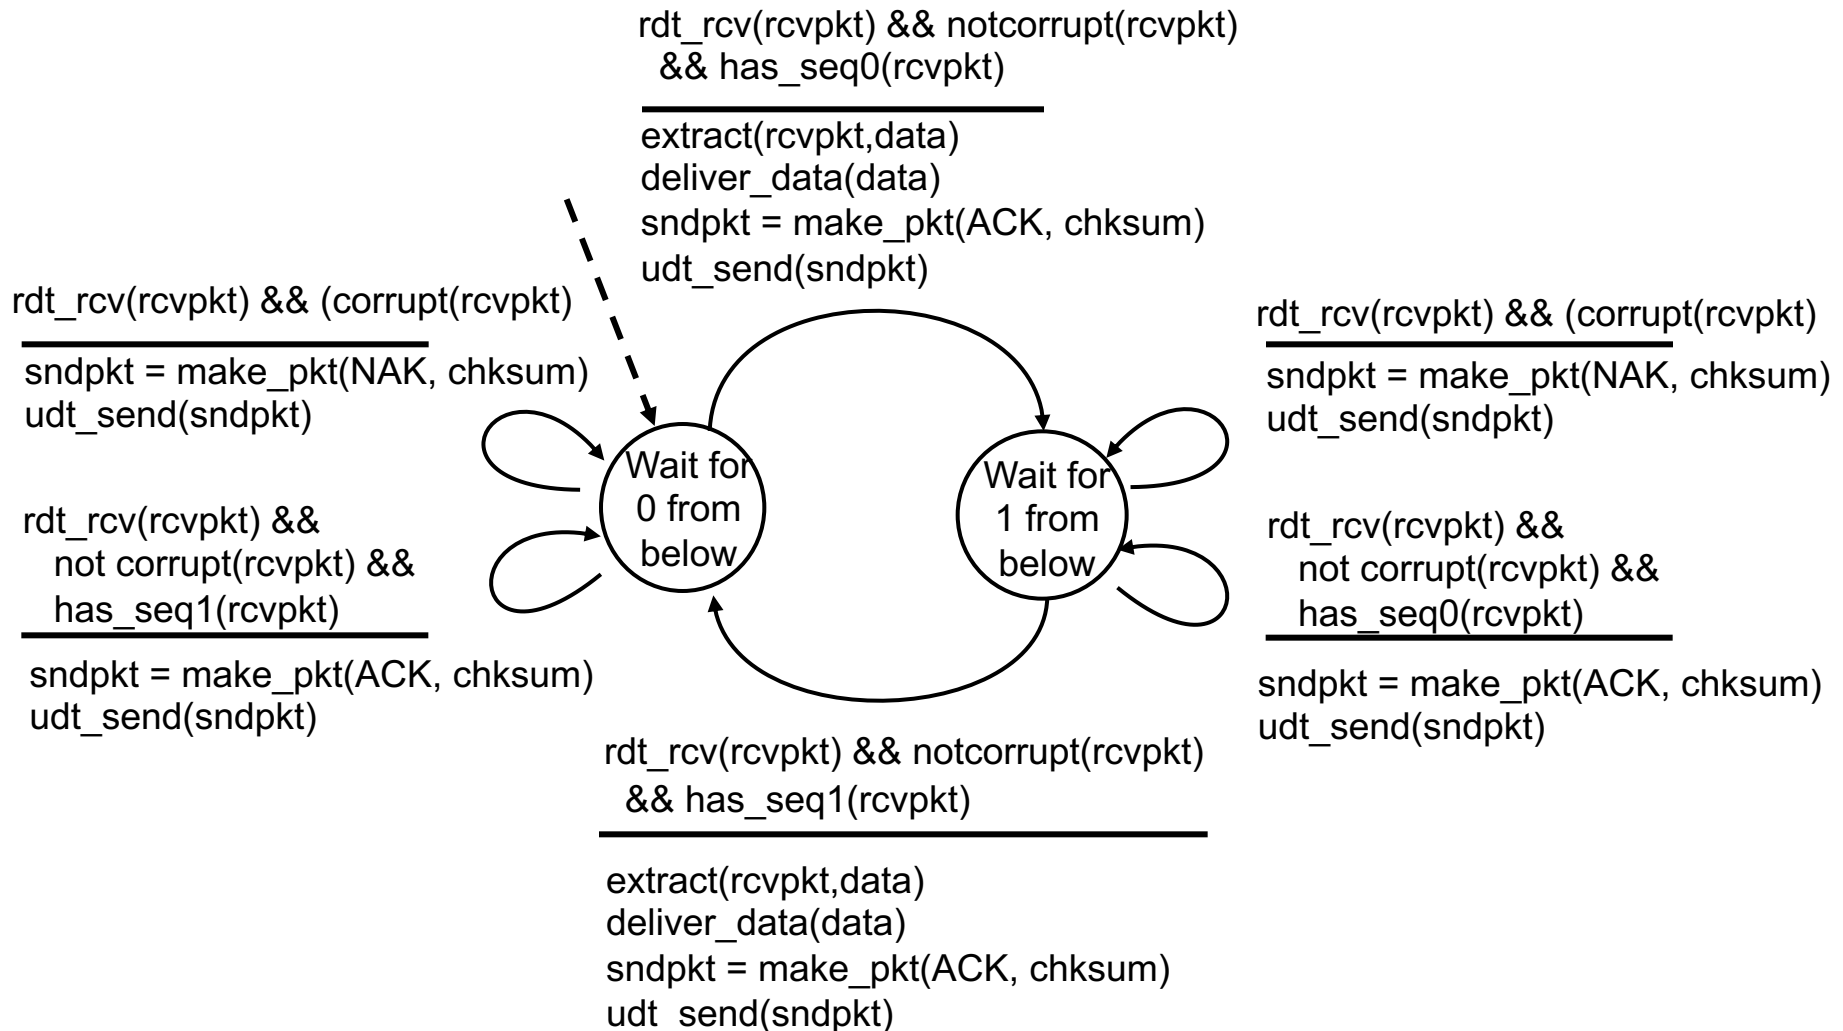 rdt_rcv(rcvpkt) && notcorrupt(rcvpkt)
&& has_seq0(rcvpkt)
extract(rcvpkt,data)
deliver_data(data)
sndpkt = make_pkt(ACK, chksum)
udt_send(sndpkt)
rdt_rcv(rcvpkt) && (corrupt(rcvpkt)
sndpkt = make_pkt(NAK, chksum)
udt_send(sndpkt)
rdt_rcv(rcvpkt) &&
not corrupt(rcvpkt) &&
has_seq1(rcvpkt)
sndpkt = make_pkt(ACK, chksum)
udt_send(sndpkt)
Wait for
0 from
below
Wait for
1 from
below
rdt_rcv(rcvpkt) && (corrupt(rcvpkt)
sndpkt = make_pkt(NAK, chksum)
udt_send(sndpkt)
rdt_rcv(rcvpkt) &&
not corrupt(rcvpkt) &&
has_seq0(rcvpkt)
sndpkt = make_pkt(ACK, chksum)
udt_send(sndpkt)
rdt_rcv(rcvpkt) && notcorrupt(rcvpkt)
&& has_seq1(rcvpkt)
extract(rcvpkt,data)
deliver_data(data)
sndpkt = make_pkt(ACK, chksum)
udt_send(sndpkt)